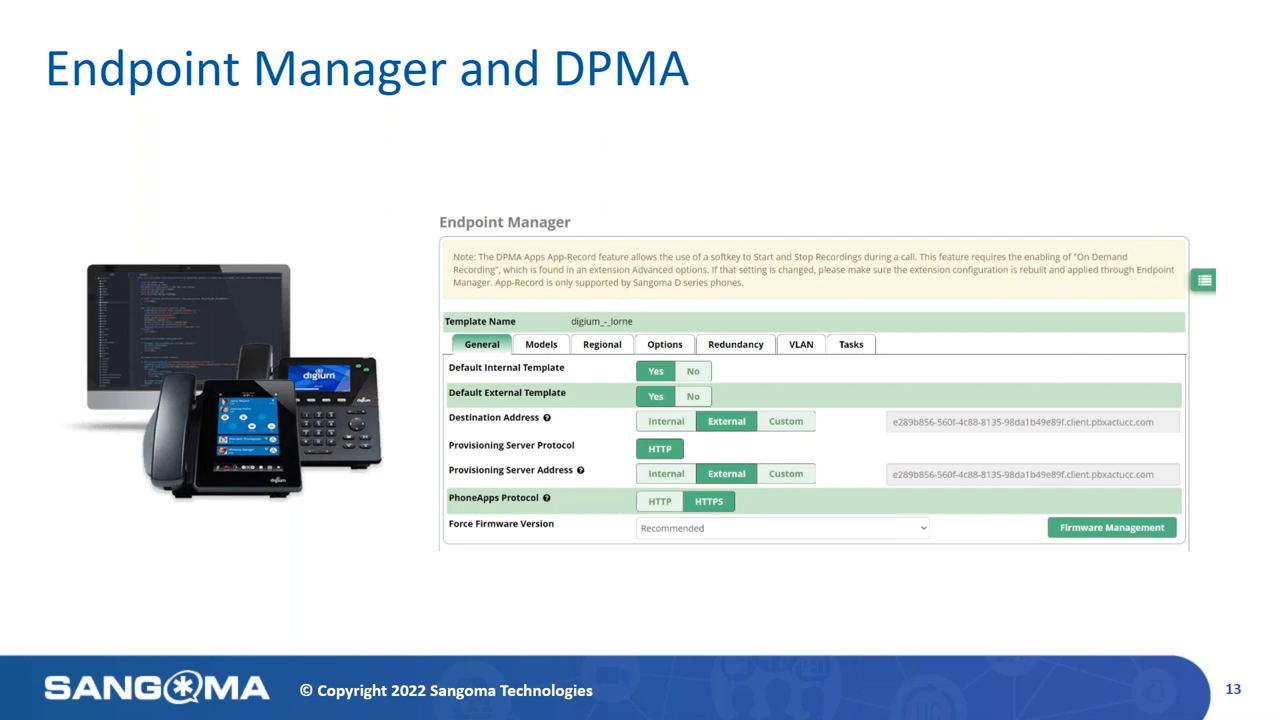 Endpoint Manager and DPMA
Endpoint Manager
Note: The DPMA Apps App-Record feature allows the use of a softkey to Start and Stop Recordings during a call. This feature requires the enabling of "On Demand
Recording", which is found in an extension Advanced options. If that setting is changed, please make sure the extension configuration is rebuilt and applied through Endpoint
Manager. App-Record is only supported by Sangoma D series phones.
Template Name digium_-_lorne
General Models Regional Options Redundancy VLAN Tasks
Default Internal Template Yes No
Default External Template Yes No
Destination Address Internal External Custom e289b856-560f-4c88-8135-98da1b49e89f.client.pbxactucc.com
Provisioning Server Protocol HTTP
Provisioning Server Address Internal External Custom e289b856-560f-4c88-8135-98da1b49e89f.client.pbxactucc.com
PhoneApps Protocol HTTP HTTPS
Force Firmware Version Recommended Firmware Management
digium
digium
digium
SANGOMA © Copyright 2022 Sangoma Technologies 13